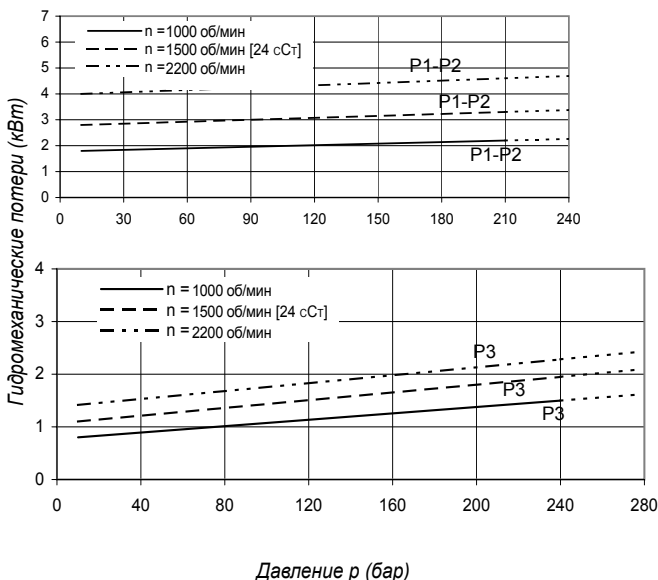 Гидромеханические потери (кВт)
7
6
5
4
3
2
1
0
n =1000 об/мин
n =1500 об/мин [24 сСт]
n =2200 об/мин
P1-P2
P1-P2
P1-P2
0 30 60 90 120 150 180 210 240
4
3
2
1
0
n = 1000 об/мин
n = 1500 об/мин [24 сСт]
n = 2200 об/мин
P3
P3
P3
0 40 80 120 160 200 240 280
Давление p (бар)